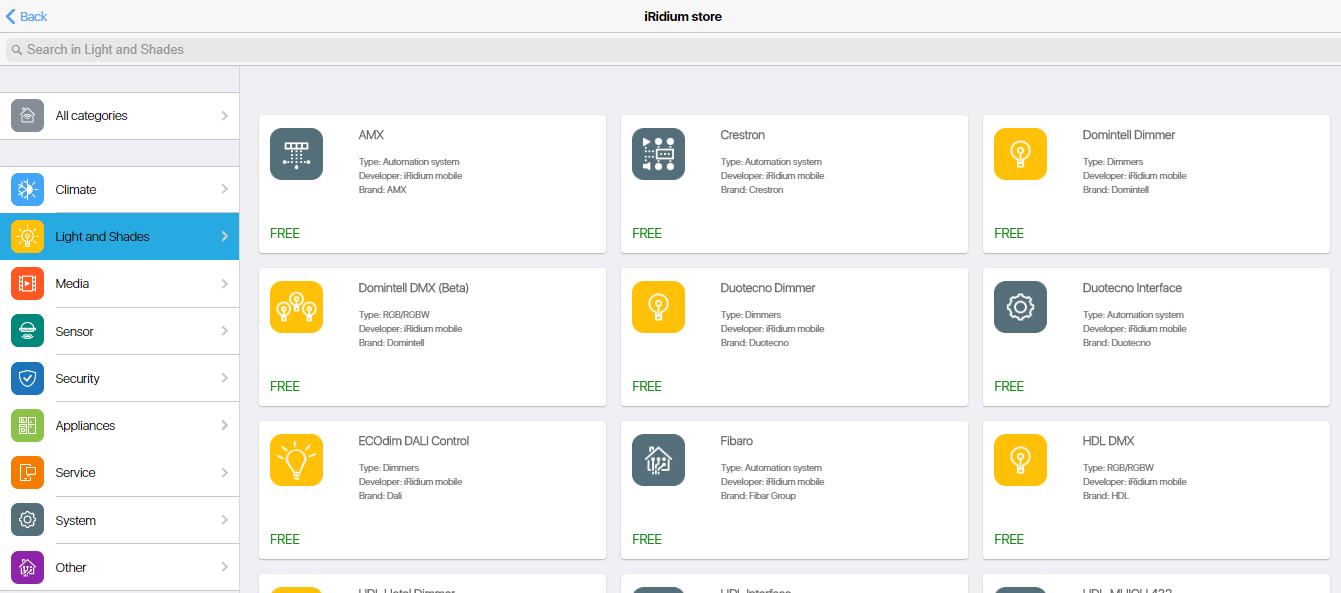 Back
iRidium store
Search in Light and Shades
All categories
Climate
Light and Shades
Media
Sensor
Security
Appliances
Service
System
Other
AMX
Type: Automation system
Developer: iRidium mobile
Brand: AMX
FREE
Crestron
Type: Automation system
Developer: iRidium mobile
Brand: Crestron
FREE
Domintell Dimmer
Type: Dimmers
Developer: iRidium mobile
Brand: Domintell
FREE
Domintell DMX (Beta)
Type: RGB/RGBW
Developer: iRidium mobile
Brand: Domintell
FREE
Duotecno Dimmer
Type: Dimmers
Developer: iRidium mobile
Brand: Duotecno
FREE
Duotecno Interface
Type: Automation system
Developer: iRidium mobile
Brand: Duotecno
FREE
ECOdim DALI Control
Type: Dimmers
Developer: iRidium mobile
Brand: Dali
FREE
Fibaro
Type: Automation system
Developer: iRidium mobile
Brand: Fibar Group
FREE
HDL DMX
Type: RGB/RGBW
Developer: iRidium mobile
Brand: HDL
FREE
HDL Hotel Dimmer
HDL Interface